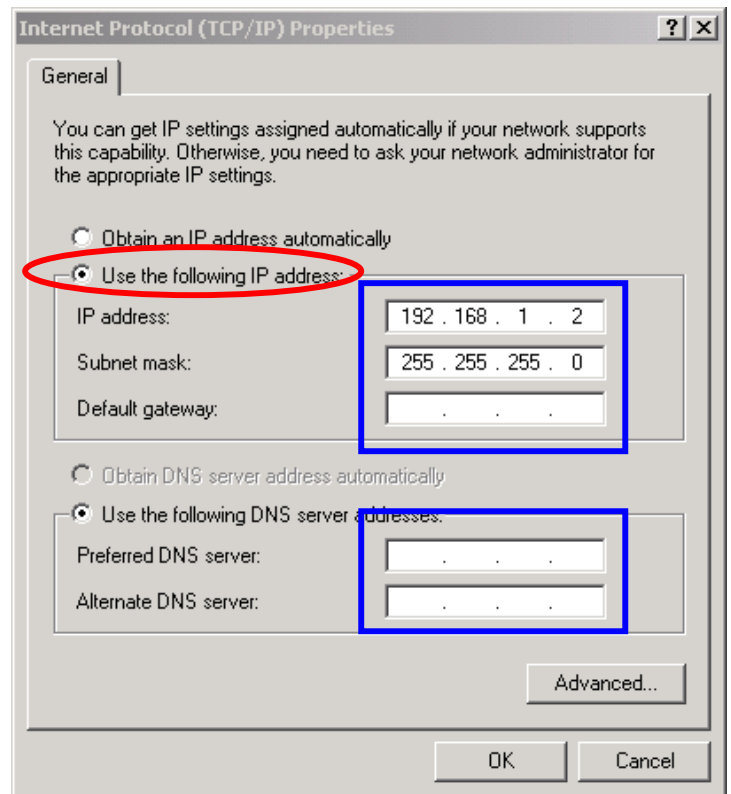 Internet Protocol (TCP/IP) Properties
General
You can get IP settings assigned automatically if your network supports
this capability. Otherwise, you need to ask your network administrator for
the appropriate IP settings.
Obtain an IP address automatically
Use the following IP address:
IP address: 192 . 168 . 1 . 2
Subnet mask: 255 . 255 . 255 . 0
Default gateway: . . .
Obtain DNS server address automatically
Use the following DNS server addresses:
Preferred DNS server: . . .
Alternate DNS server: . . .
Advanced...
OK Cancel